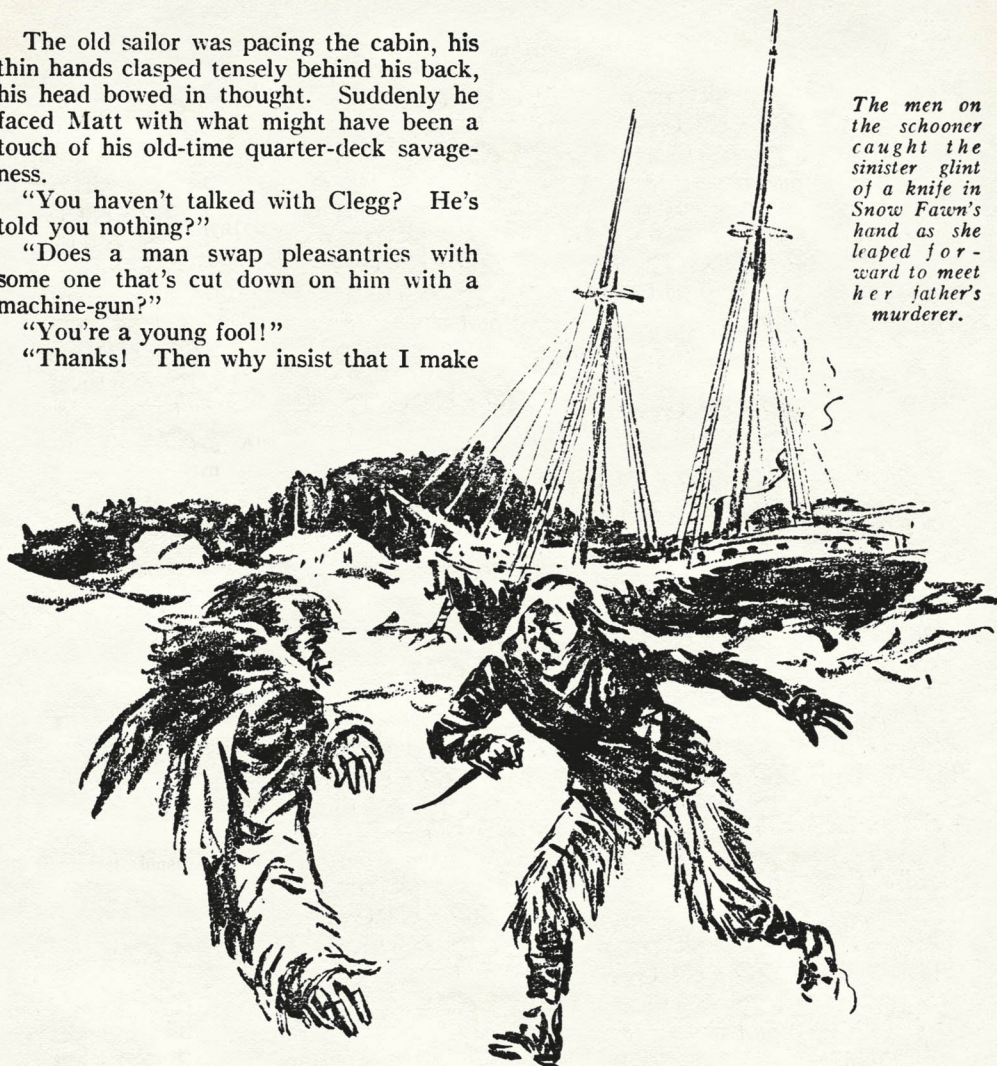 The old sailor was pacing the cabin, his
thin hands clasped tensely behind his back,
his head bowed in thought. Suddenly he
faced Matt with what might have been a
touch of his old-time quarter-deck savage-
ness.
“You haven’t talked with Clegg? He’s
told you nothing?”
“Does a man swap pleasantries with
some one that’s cut down on him with a
machine-gun?”
“You’re a young fool!”
“Thanks! Then why insist that I make
The men on
the schooner
caught the
sinister glint
of a knife in
Snow Fawn’s
hand as she
leaped for-
ward to meet
her father’s
murderer.